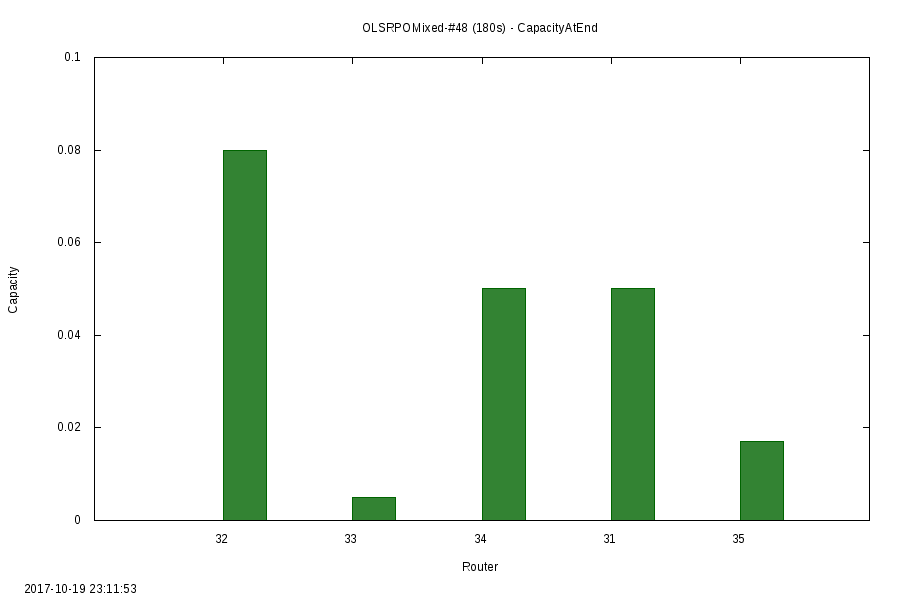 OLSRPOMixed-#48 (180s) - CapacityAtEnd
0.1
0.08
0.06
0.04
0.02
0
Capacity
32 33 34 31 35
Router
2017-10-19 23:11:53